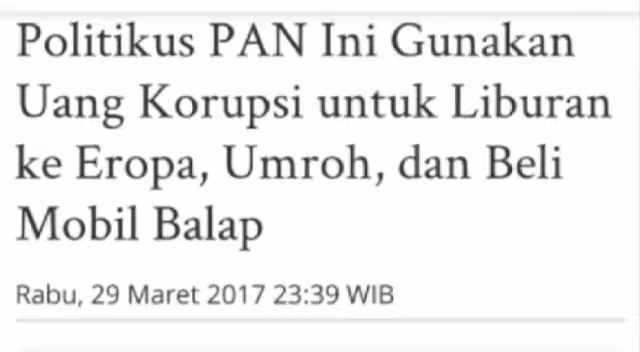 Politikus PAN Ini Gunakan
Uang Korupsi untuk Liburan
ke Eropa, Umroh, dan Beli
Mobil Balap
Rabu, 29 Maret 2017 23:39 WIB